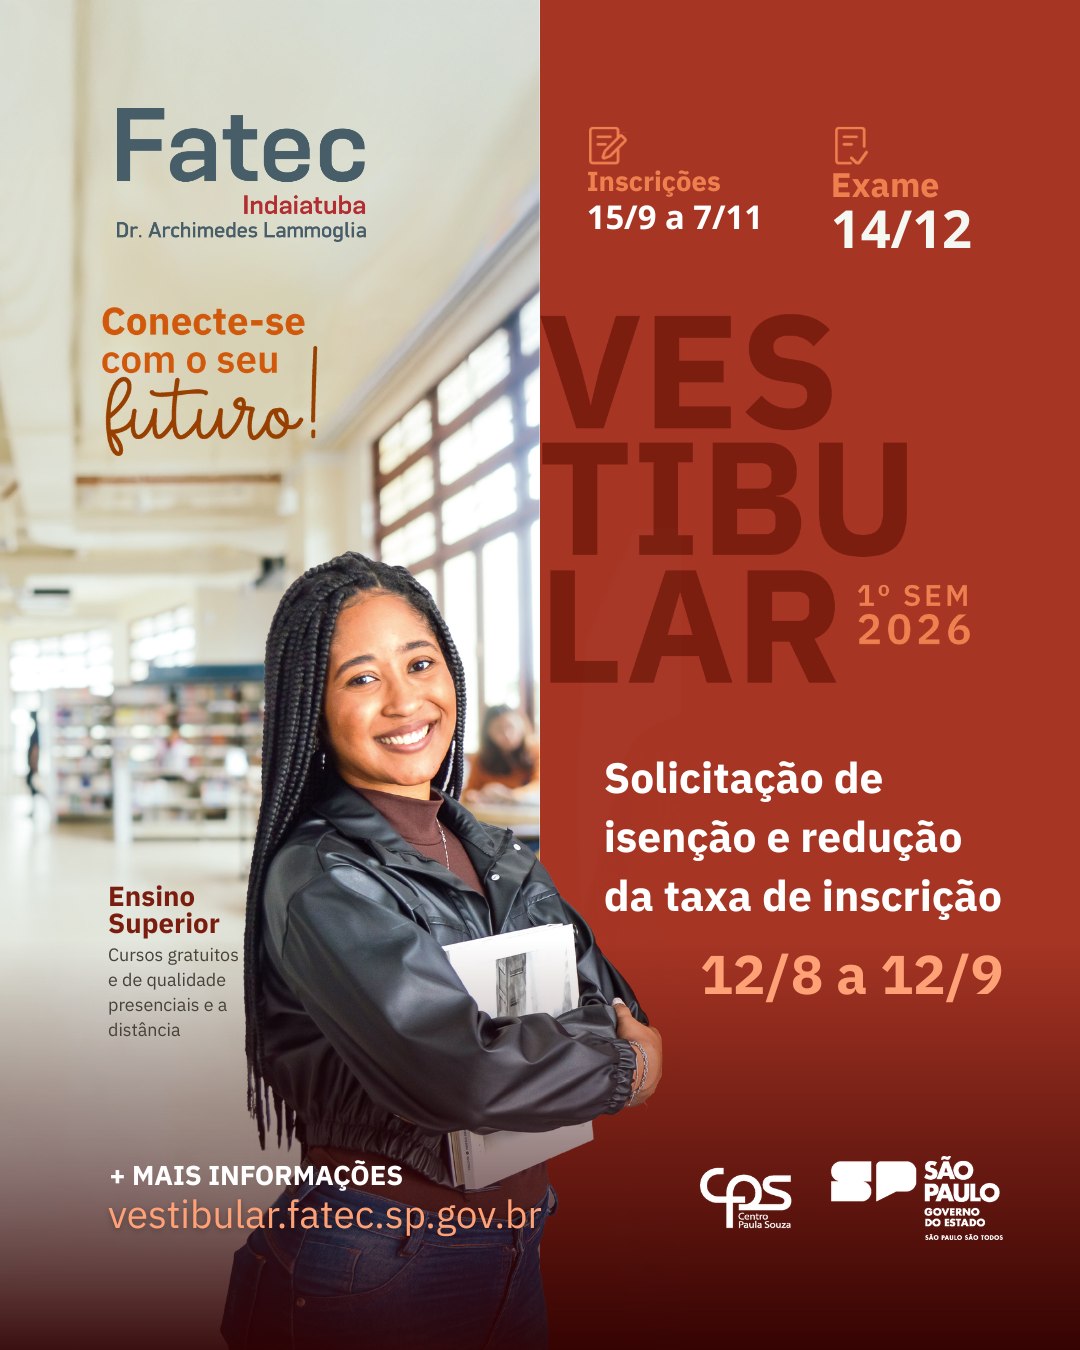 Fatec
Indaiatuba
Dr. Archimedes Lammoglia
Conecte-se
com o seu
futuro!
Inscrições
15/9 a 7/11
Exame
14/12
VES
TIBU
LAR
1º SEM
2026
Solicitação de
isenção e redução
da taxa de inscrição
12/8 a 12/9
Ensino
Superior
Cursos gratuitos
e de qualidade
presenciais e a
distância
+ MAIS INFORMAÇÕES
vestibular.fatec.sp.gov.br
cps
Centro
Paula Souza
SP
SÃO
PAULO
GOVERNO
DO ESTADO
SÃO PAULO SÃO TODOS